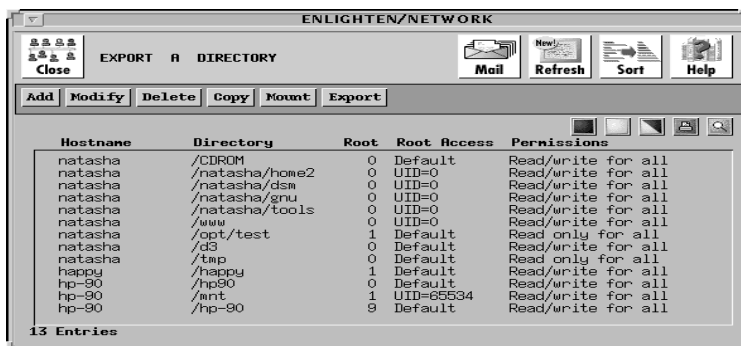 ENLIGHTEN/NETWORK
Close
EXPORT A DIRECTORY
Mail
New!
Refresh
Sort
Help
Add Modify Delete Copy Mount Export
Hostname Directory Root Root Access Permissions
natasha /CDROM 0 Default Read/write for all
natasha /natasha/home2 0 UID=0 Read/write for all
natasha /natasha/dsm 0 UID=0 Read/write for all
natasha /natasha/gnu 0 UID=0 Read/write for all
natasha /natasha/tools 0 UID=0 Read/write for all
natasha /www 0 UID=0 Read/write for all
natasha /opt/test 1 Default Read only for all
natasha /d3 0 Default Read/write for all
natasha /tmp 0 Default Read only for all
happy /happy 1 Default Read/write for all
hp-90 /hp90 0 Default Read/write for all
hp-90 /mnt 1 UID=65534 Read/write for all
hp-90 /hp-90 9 Default Read/write for all
13 Entries